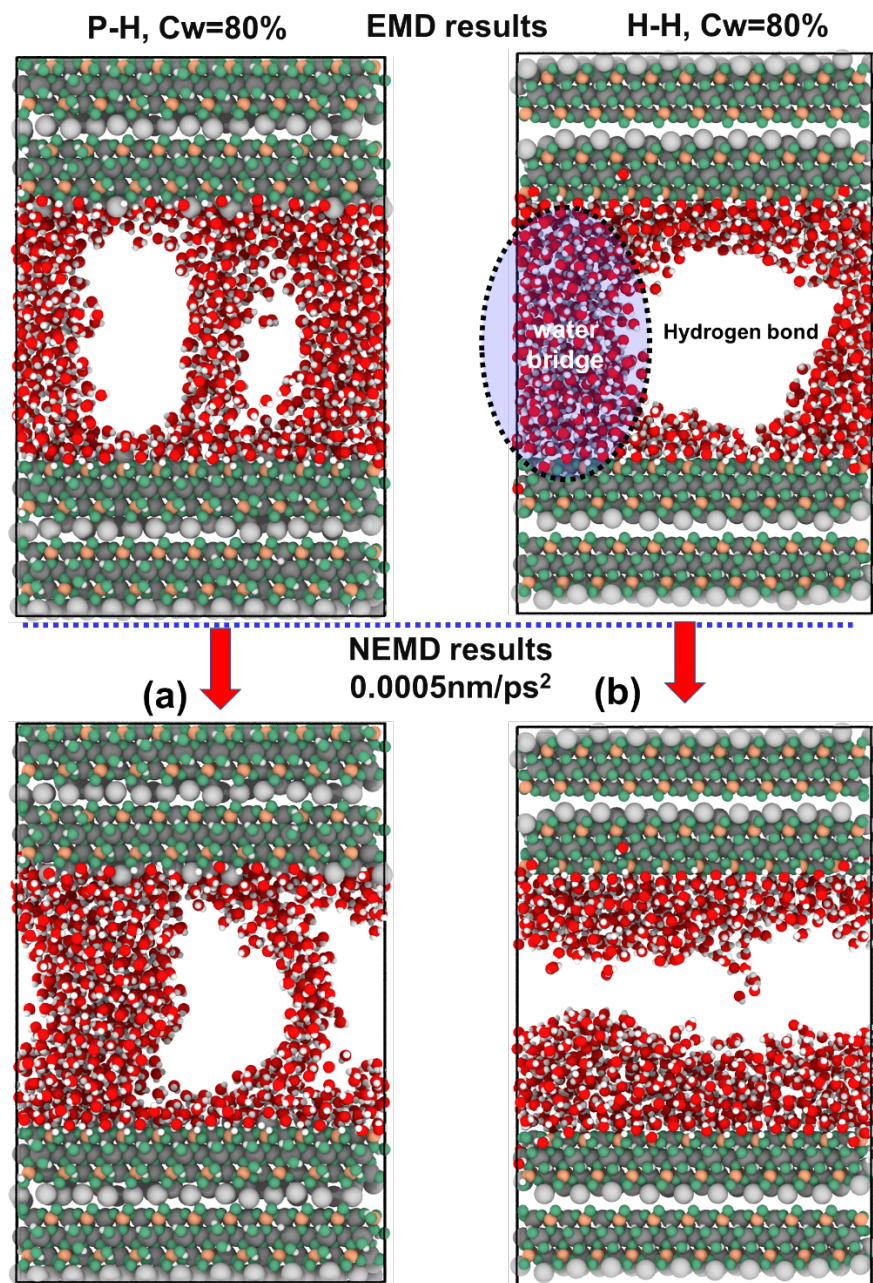 P-H, Cw=80%
EMD results
H-H, Cw=80%
water
bridge
Hydrogen bond
NEMD results
0.0005nm/ps²
(a)
(b)